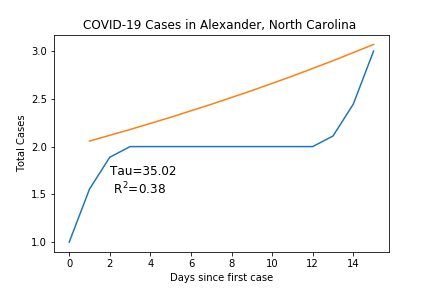 COVID-19 Cases in Alexander, North Carolina
Total Cases
3.0
2.5
2.0
1.5
1.0
Tau=35.02
R²=0.38
0 2 4 6 8 10 12 14
Days since first case